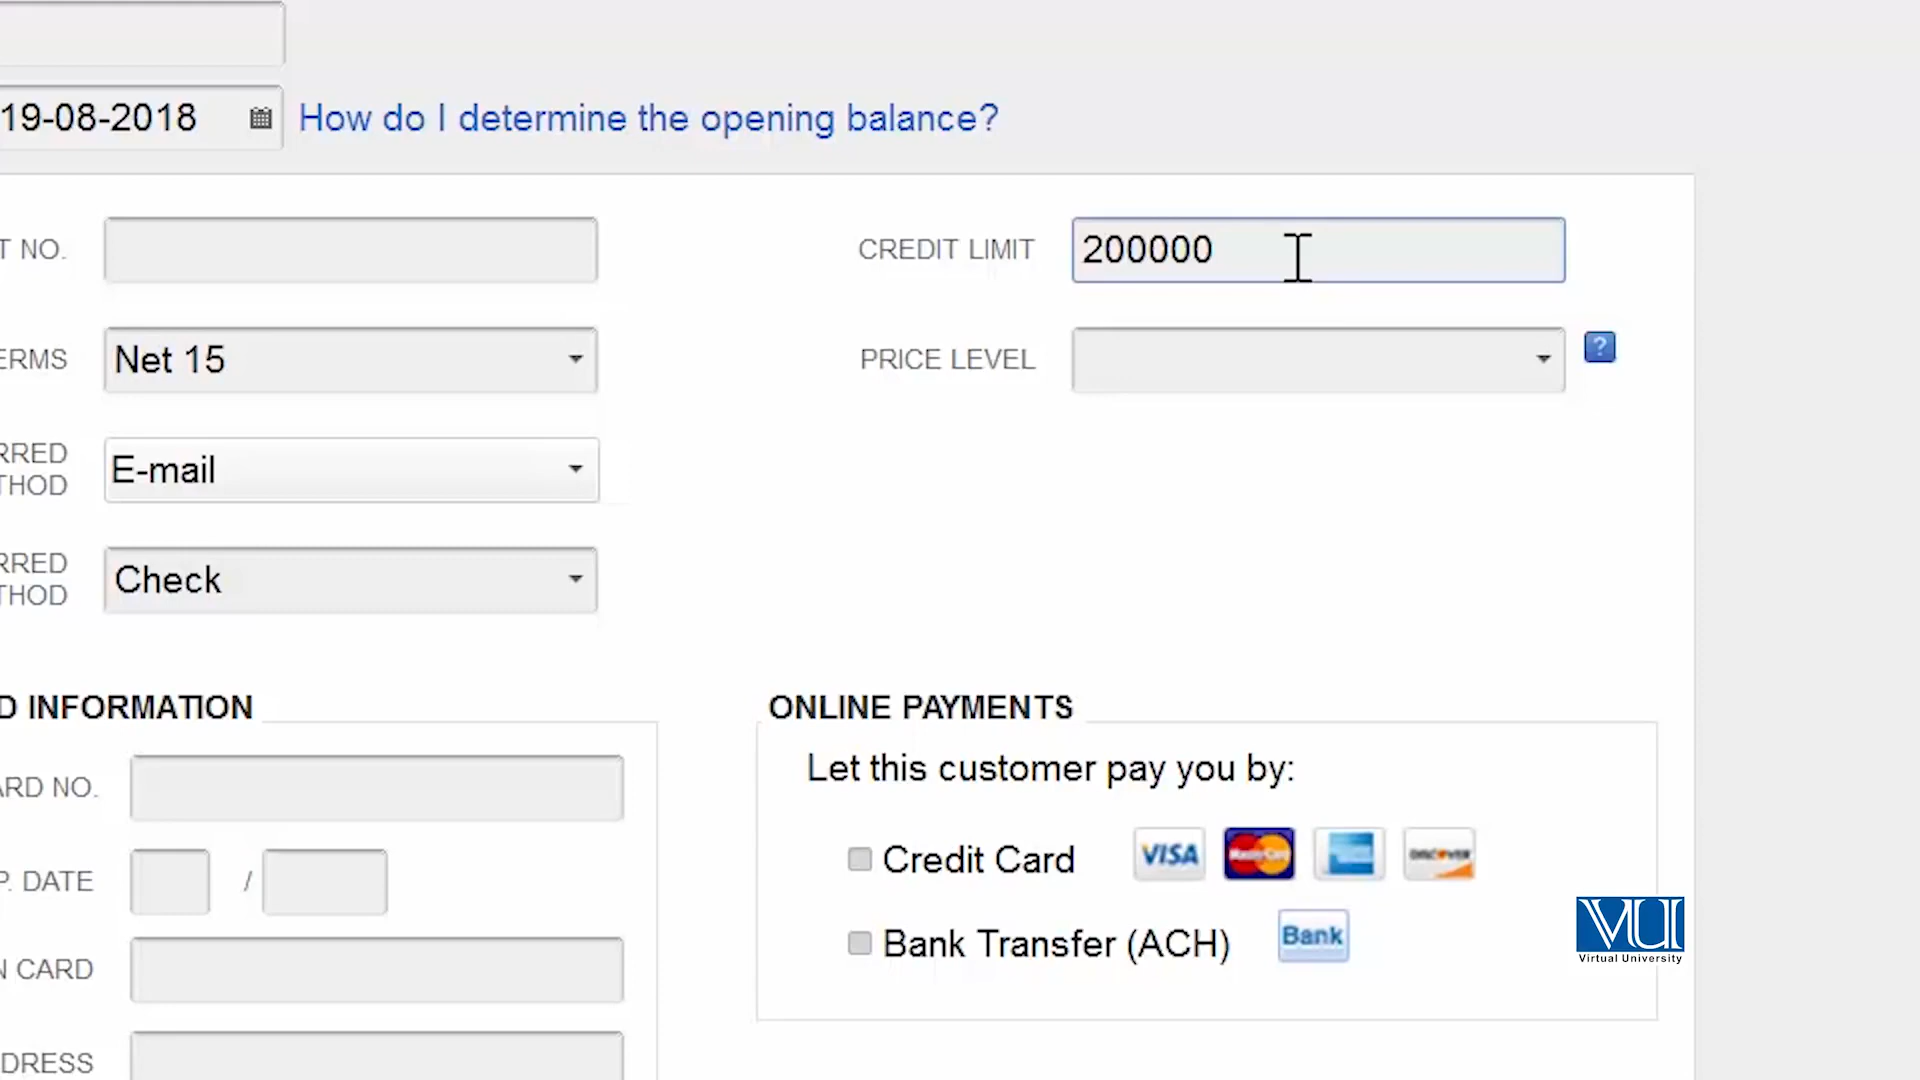 19-08-2018 How do I determine the opening balance?
T NO. CREDIT LIMIT 200000
ERMS Net 15 PRICE LEVEL ?
RRED
THOD E-mail
RRED
THOD Check
D INFORMATION ONLINE PAYMENTS
Let this customer pay you by:
ARD NO.
Credit Card VISA MasterCard DISCOVER
P. DATE /
Bank Transfer (ACH) Bank
VU
Virtual University
N CARD
DRESS